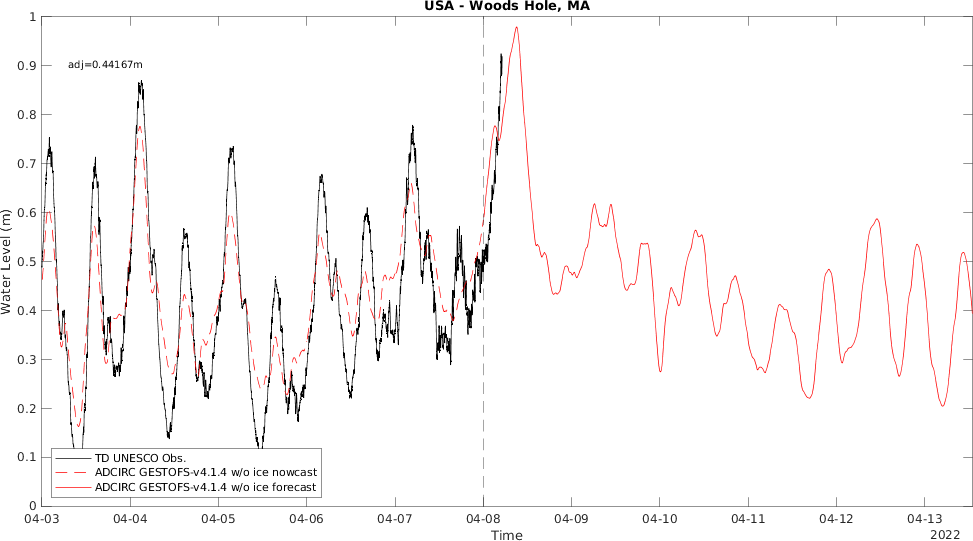 USA - Woods Hole, MA
adj=0.44167m
Water Level (m)
1
0.9
0.8
0.7
0.6
0.5
0.4
0.3
0.2
0.1
0
TD UNESCO Obs.
ADCIRC GESTOFS-v4.1.4 w/o ice nowcast
ADCIRC GESTOFS-v4.1.4 w/o ice forecast
04-03 04-04 04-05 04-06 04-07 04-08 04-09 04-10 04-11 04-12 04-13
Time
2022